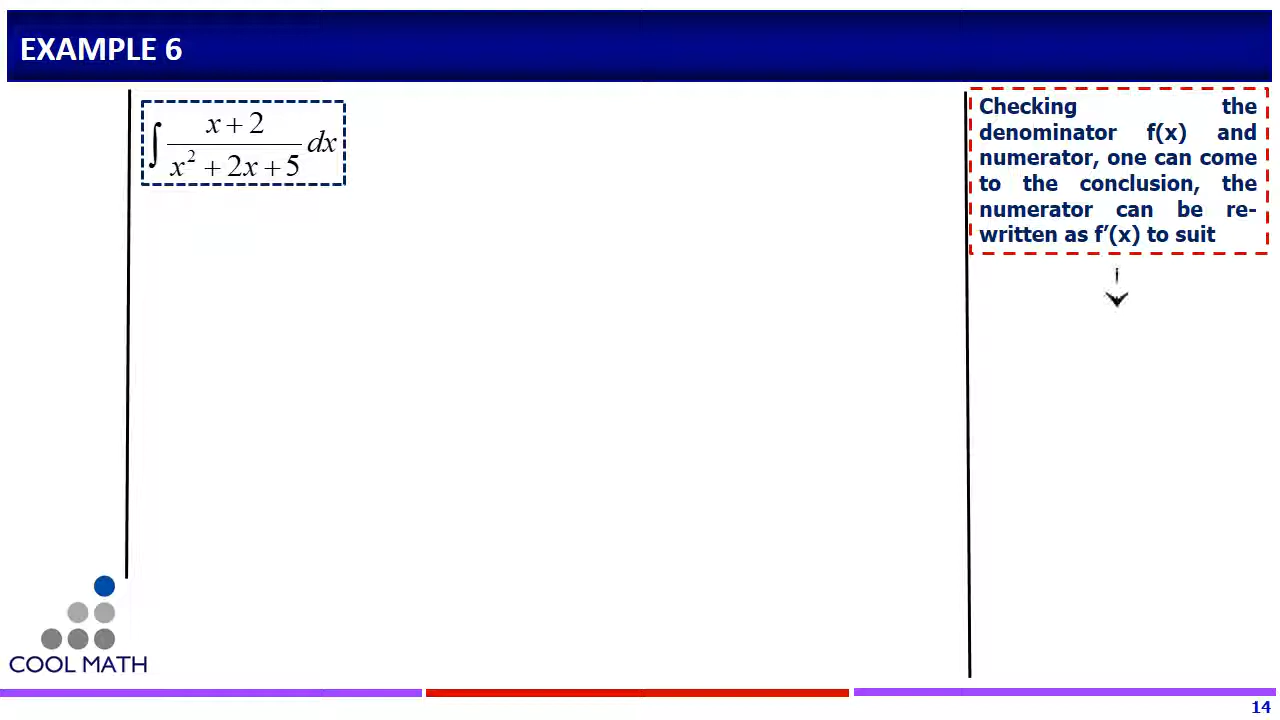 EXAMPLE 6
∫ (x + 2)/(x² + 2x + 5) dx
Checking the
denominator f(x) and
numerator, one can come
to the conclusion, the
numerator can be re-
written as f’(x) to suit
COOL MATH
14